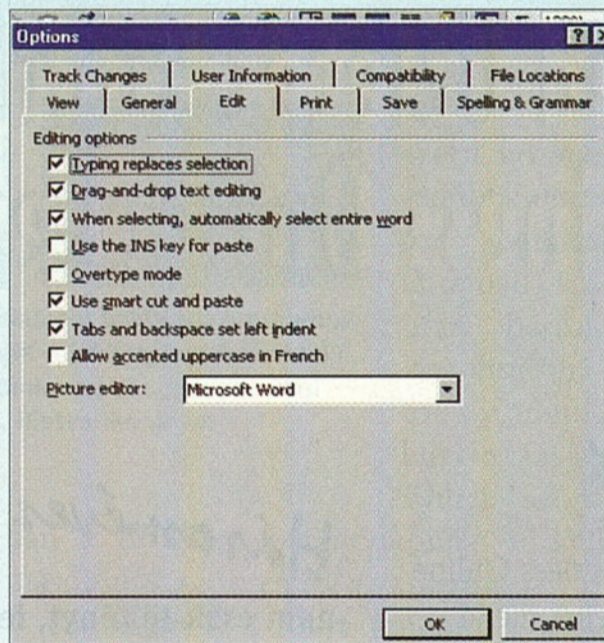 Options
Track Changes User Information Compatibility File Locations
View General Edit Print Save Spelling & Grammar
Editing options
Typing replaces selection
Drag-and-drop text editing
When selecting, automatically select entire word
Use the INS key for paste
Overtype mode
Use smart cut and paste
Tabs and backspace set left indent
Allow accented uppercase in French
Picture editor: Microsoft Word
OK Cancel